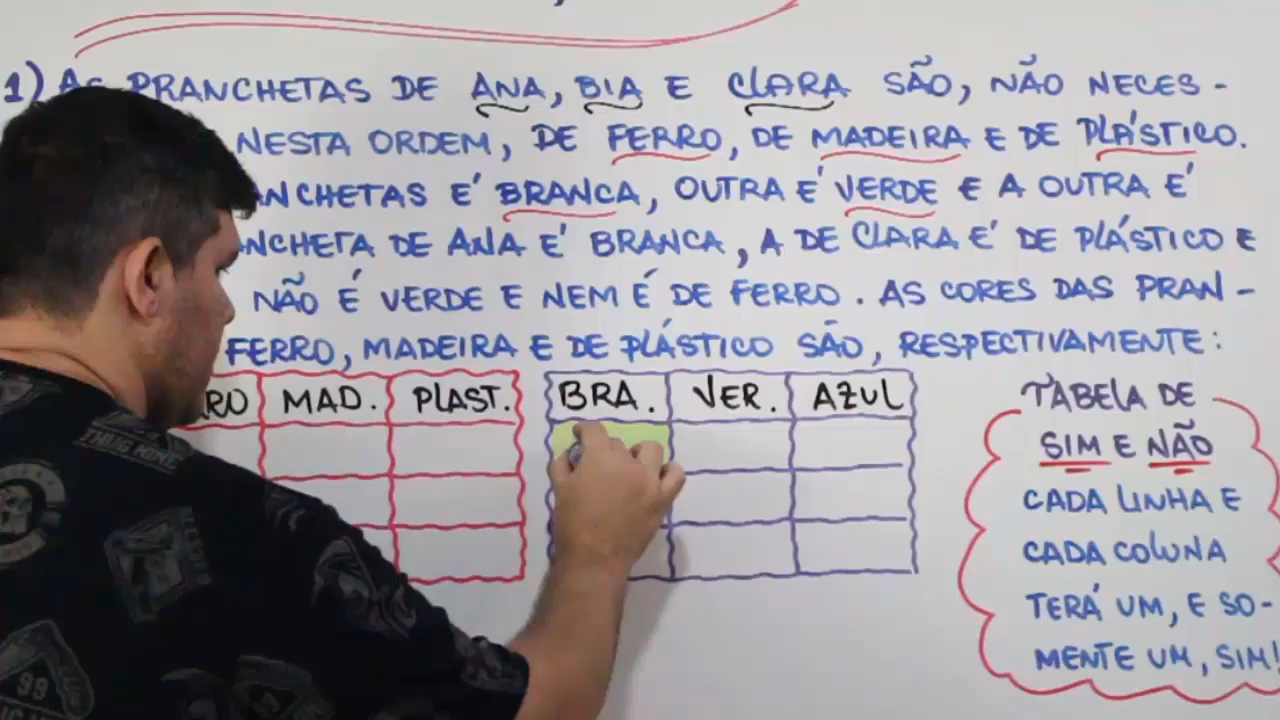 1) AS PRANCHETAS DE ANA, BIA E CLARA SÃO, NÃO NECES-
NESTA ORDEM, DE FERRO, DE MADEIRA E DE PLÁSTICO.
NCHETAS É BRANCA, OUTRA É VERDE E A OUTRA É
NCHETA DE ANA É BRANCA, A DE CLARA É DE PLÁSTICO E
NÃO É VERDE E NEM É DE FERRO. AS CORES DAS PRAN-
FERRO, MADEIRA E DE PLÁSTICO SÃO, RESPECTIVAMENTE:
RO MAD. PLAST. BRA. VER. AZUL
TABELA DE
SIM E NÃO
CADA LINHA E
CADA COLUNA
TERÁ UM, E SO-
MENTE UM, SIM!
THUG NINE
99